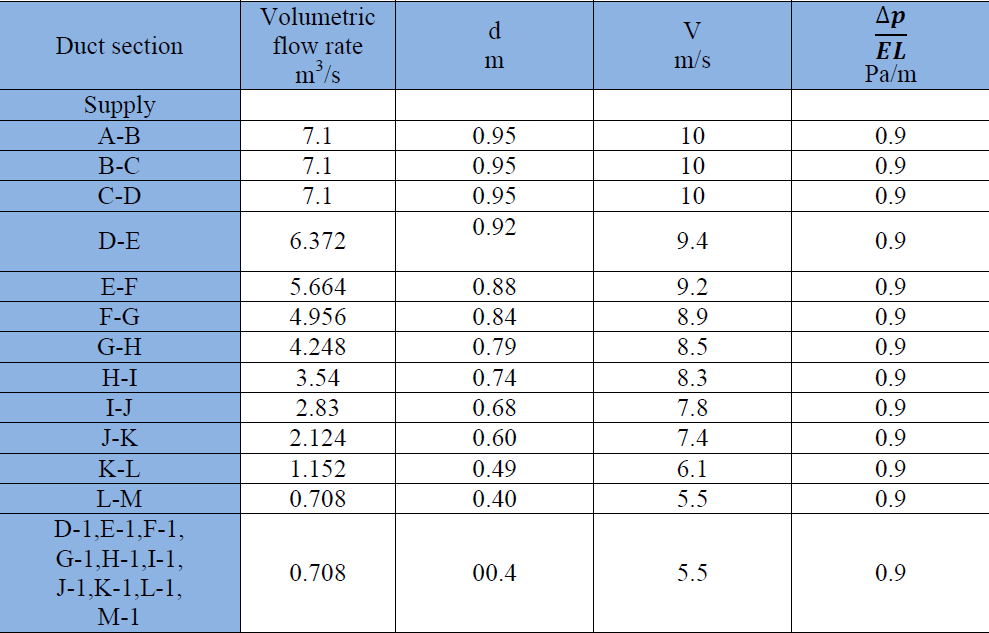 Duct section Volumetric flow rate m³/s d m V m/s Δp/EL Pa/m
Supply
A-B 7.1 0.95 10 0.9
B-C 7.1 0.95 10 0.9
C-D 7.1 0.95 10 0.9
D-E 6.372 0.92 9.4 0.9
E-F 5.664 0.88 9.2 0.9
F-G 4.956 0.84 8.9 0.9
G-H 4.248 0.79 8.5 0.9
H-I 3.54 0.74 8.3 0.9
I-J 2.83 0.68 7.8 0.9
J-K 2.124 0.60 7.4 0.9
K-L 1.152 0.49 6.1 0.9
L-M 0.708 0.40 5.5 0.9
D-1,E-1,F-1,
G-1,H-1,I-1,
J-1,K-1,L-1,
M-1
0.708 00.4 5.5 0.9